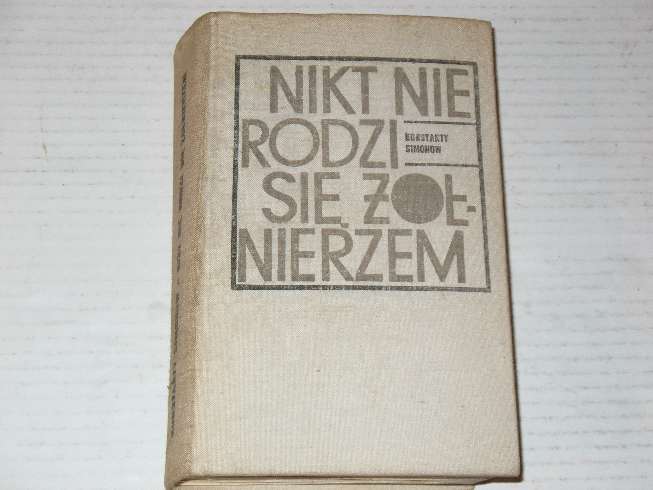 NIKT NIE
RODZI
KONSTANTY
SIMONOW
SIĘ ŻOŁ-
NIERZEM